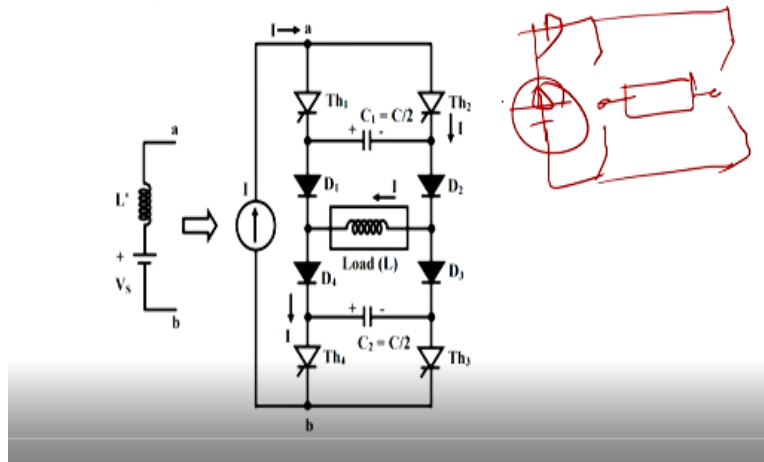 I → a
Th₁
Th₂
C₁ = C/2
+ -
I
a
D₁
I
D₂
L'
I
+
Vₛ
Load (L)
D₄
D₃
b
+ -
I
C₂ = C/2
Th₄
Th₃
b